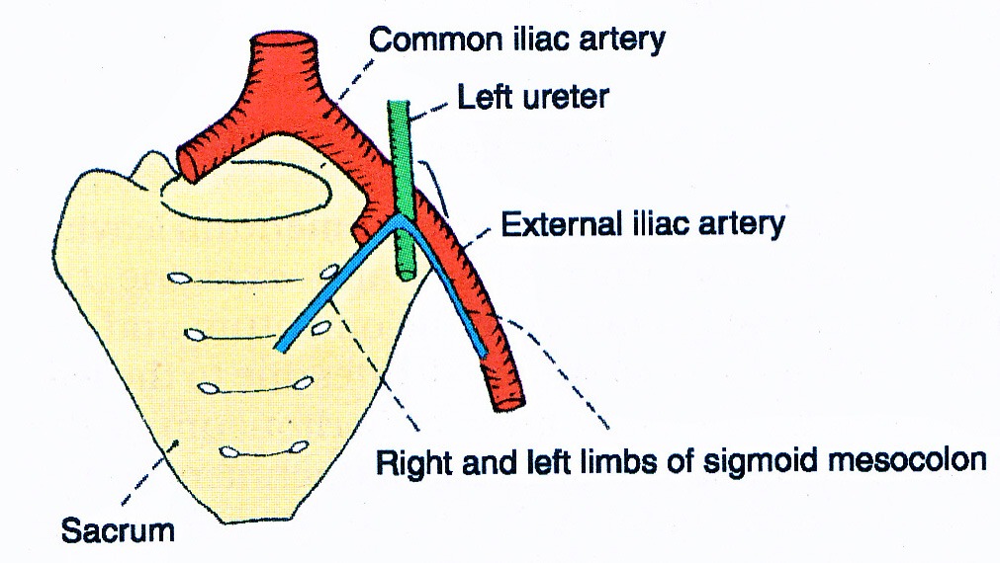 Common iliac artery
Left ureter
External iliac artery
Right and left limbs of sigmoid mesocolon
Sacrum